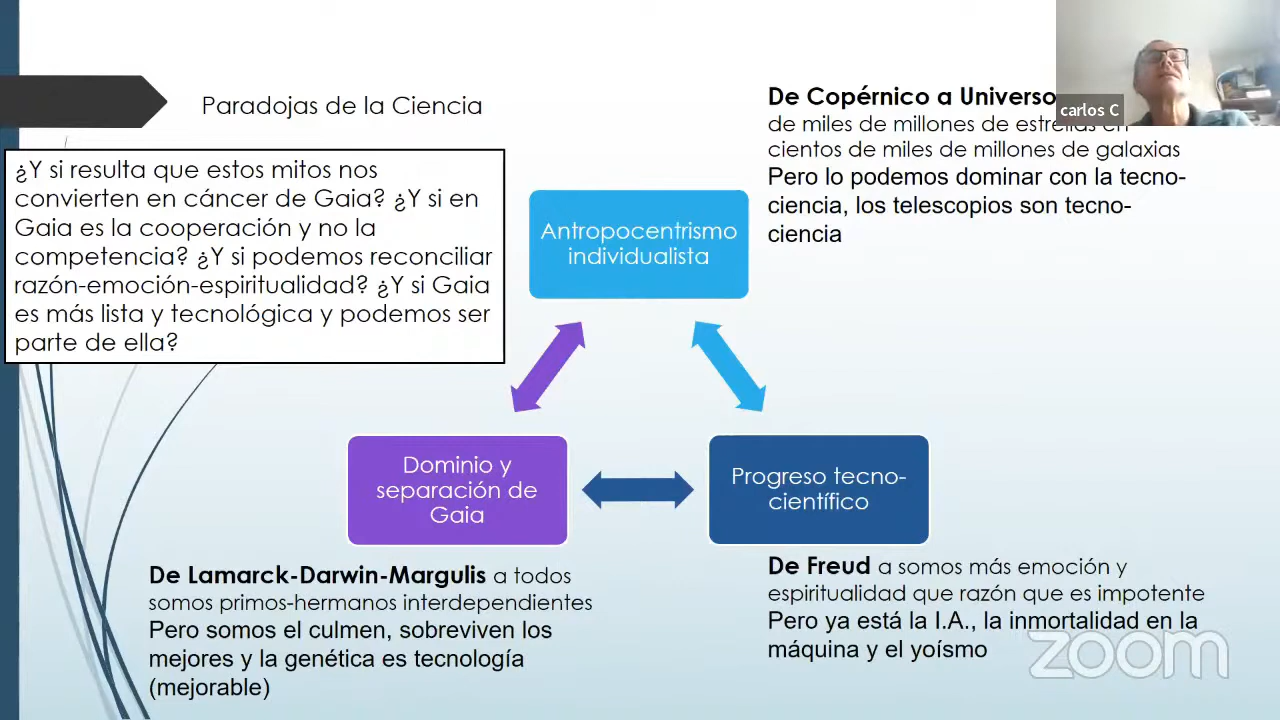 Paradojas de la Ciencia
¿Y si resulta que estos mitos nos
convierten en cáncer de Gaia? ¿Y si en
Gaia es la cooperación y no la
competencia? ¿Y si podemos reconciliar
razón-emoción-espiritualidad? ¿Y si Gaia
es más lista y tecnológica y podemos ser
parte de ella?
De Copérnico a Universo
carlos C
de miles de millones de estrellas en
cientos de miles de millones de galaxias
Pero lo podemos dominar con la tecno-
ciencia, los telescopios son tecno-
ciencia
Antropocentrismo
individualista
Dominio y
separación de
Gaia
Progreso tecno-
científico
De Lamarck-Darwin-Margulis a todos
somos primos-hermanos interdependientes
Pero somos el culmen, sobreviven los
mejores y la genética es tecnología
(mejorable)
De Freud a somos más emoción y
espiritualidad que razón que es impotente
Pero ya está la I.A., la inmortalidad en la
máquina y el yoísmo
zoom